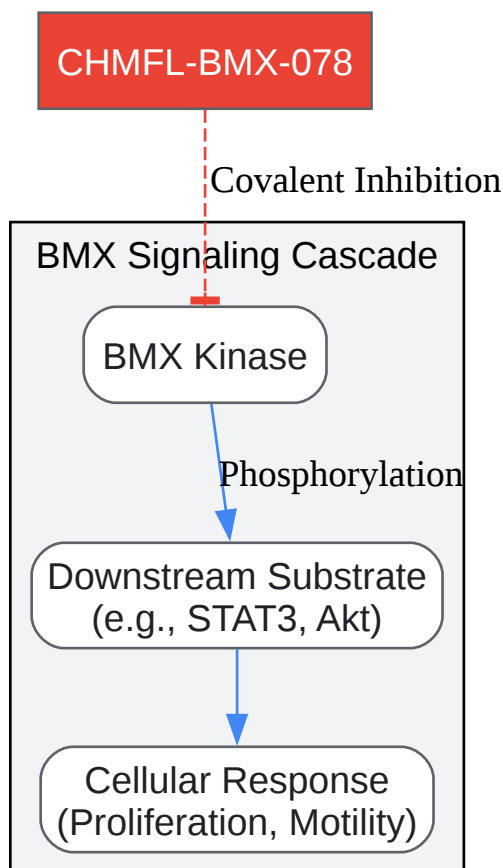 CHMFL-BMX-078
Covalent Inhibition
BMX Signaling Cascade
BMX Kinase
Phosphorylation
Downstream Substrate
(e.g., STAT3, Akt)
Cellular Response
(Proliferation, Motility)